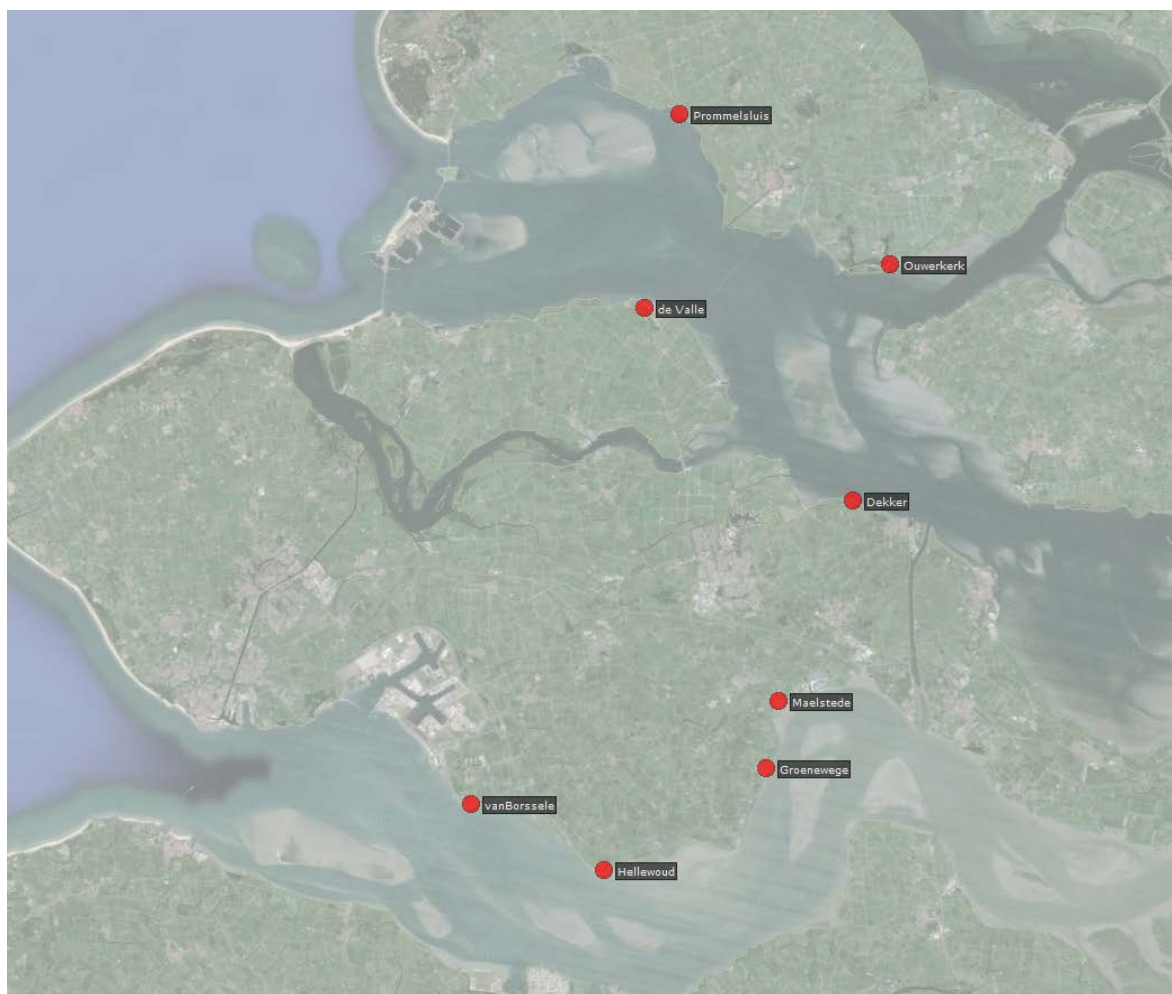 Prommelsluis
Ouwerkerk
de Valle
Dekker
Maelstede
Groenewege
vanBorssele
Hellewoud